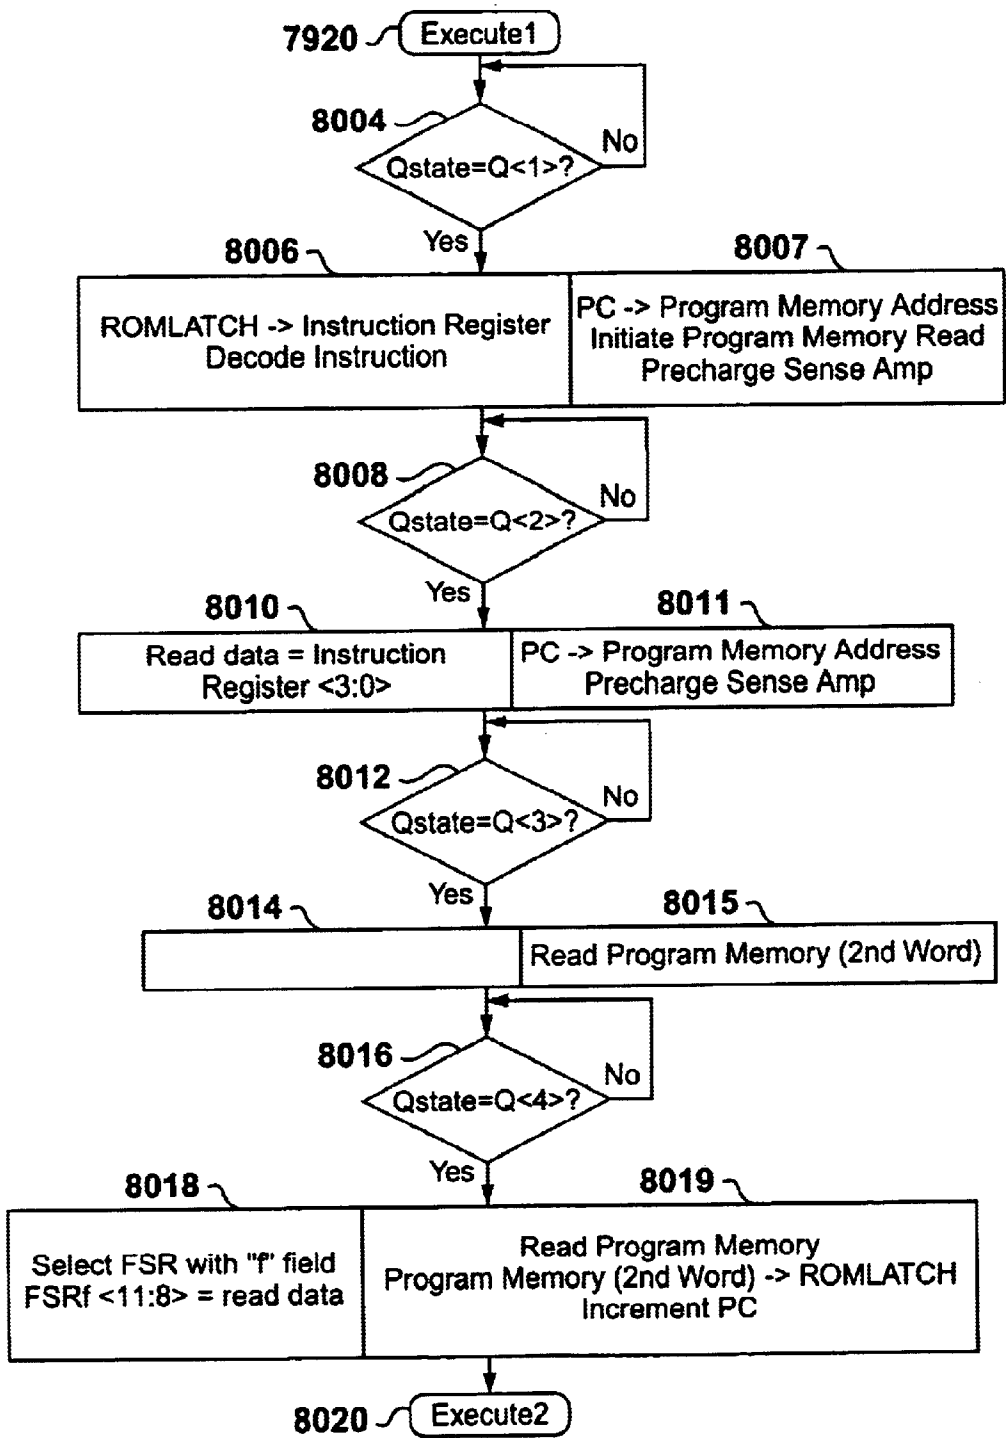 7920
Execute1
8004
No
Qstate=Q<1>?
Yes
8006
8007
ROMLATCH -> Instruction Register
Decode Instruction
PC -> Program Memory Address
Initiate Program Memory Read
Precharge Sense Amp
8008
No
Qstate=Q<2>?
Yes
8010
8011
Read data = Instruction
Register <3:0>
PC -> Program Memory Address
Precharge Sense Amp
8012
No
Qstate=Q<3>?
Yes
8014
8015
Read Program Memory (2nd Word)
8016
No
Qstate=Q<4>?
Yes
8018
8019
Select FSR with "f" field
FSRf <11:8> = read data
Read Program Memory
Program Memory (2nd Word) -> ROMLATCH
Increment PC
8020
Execute2